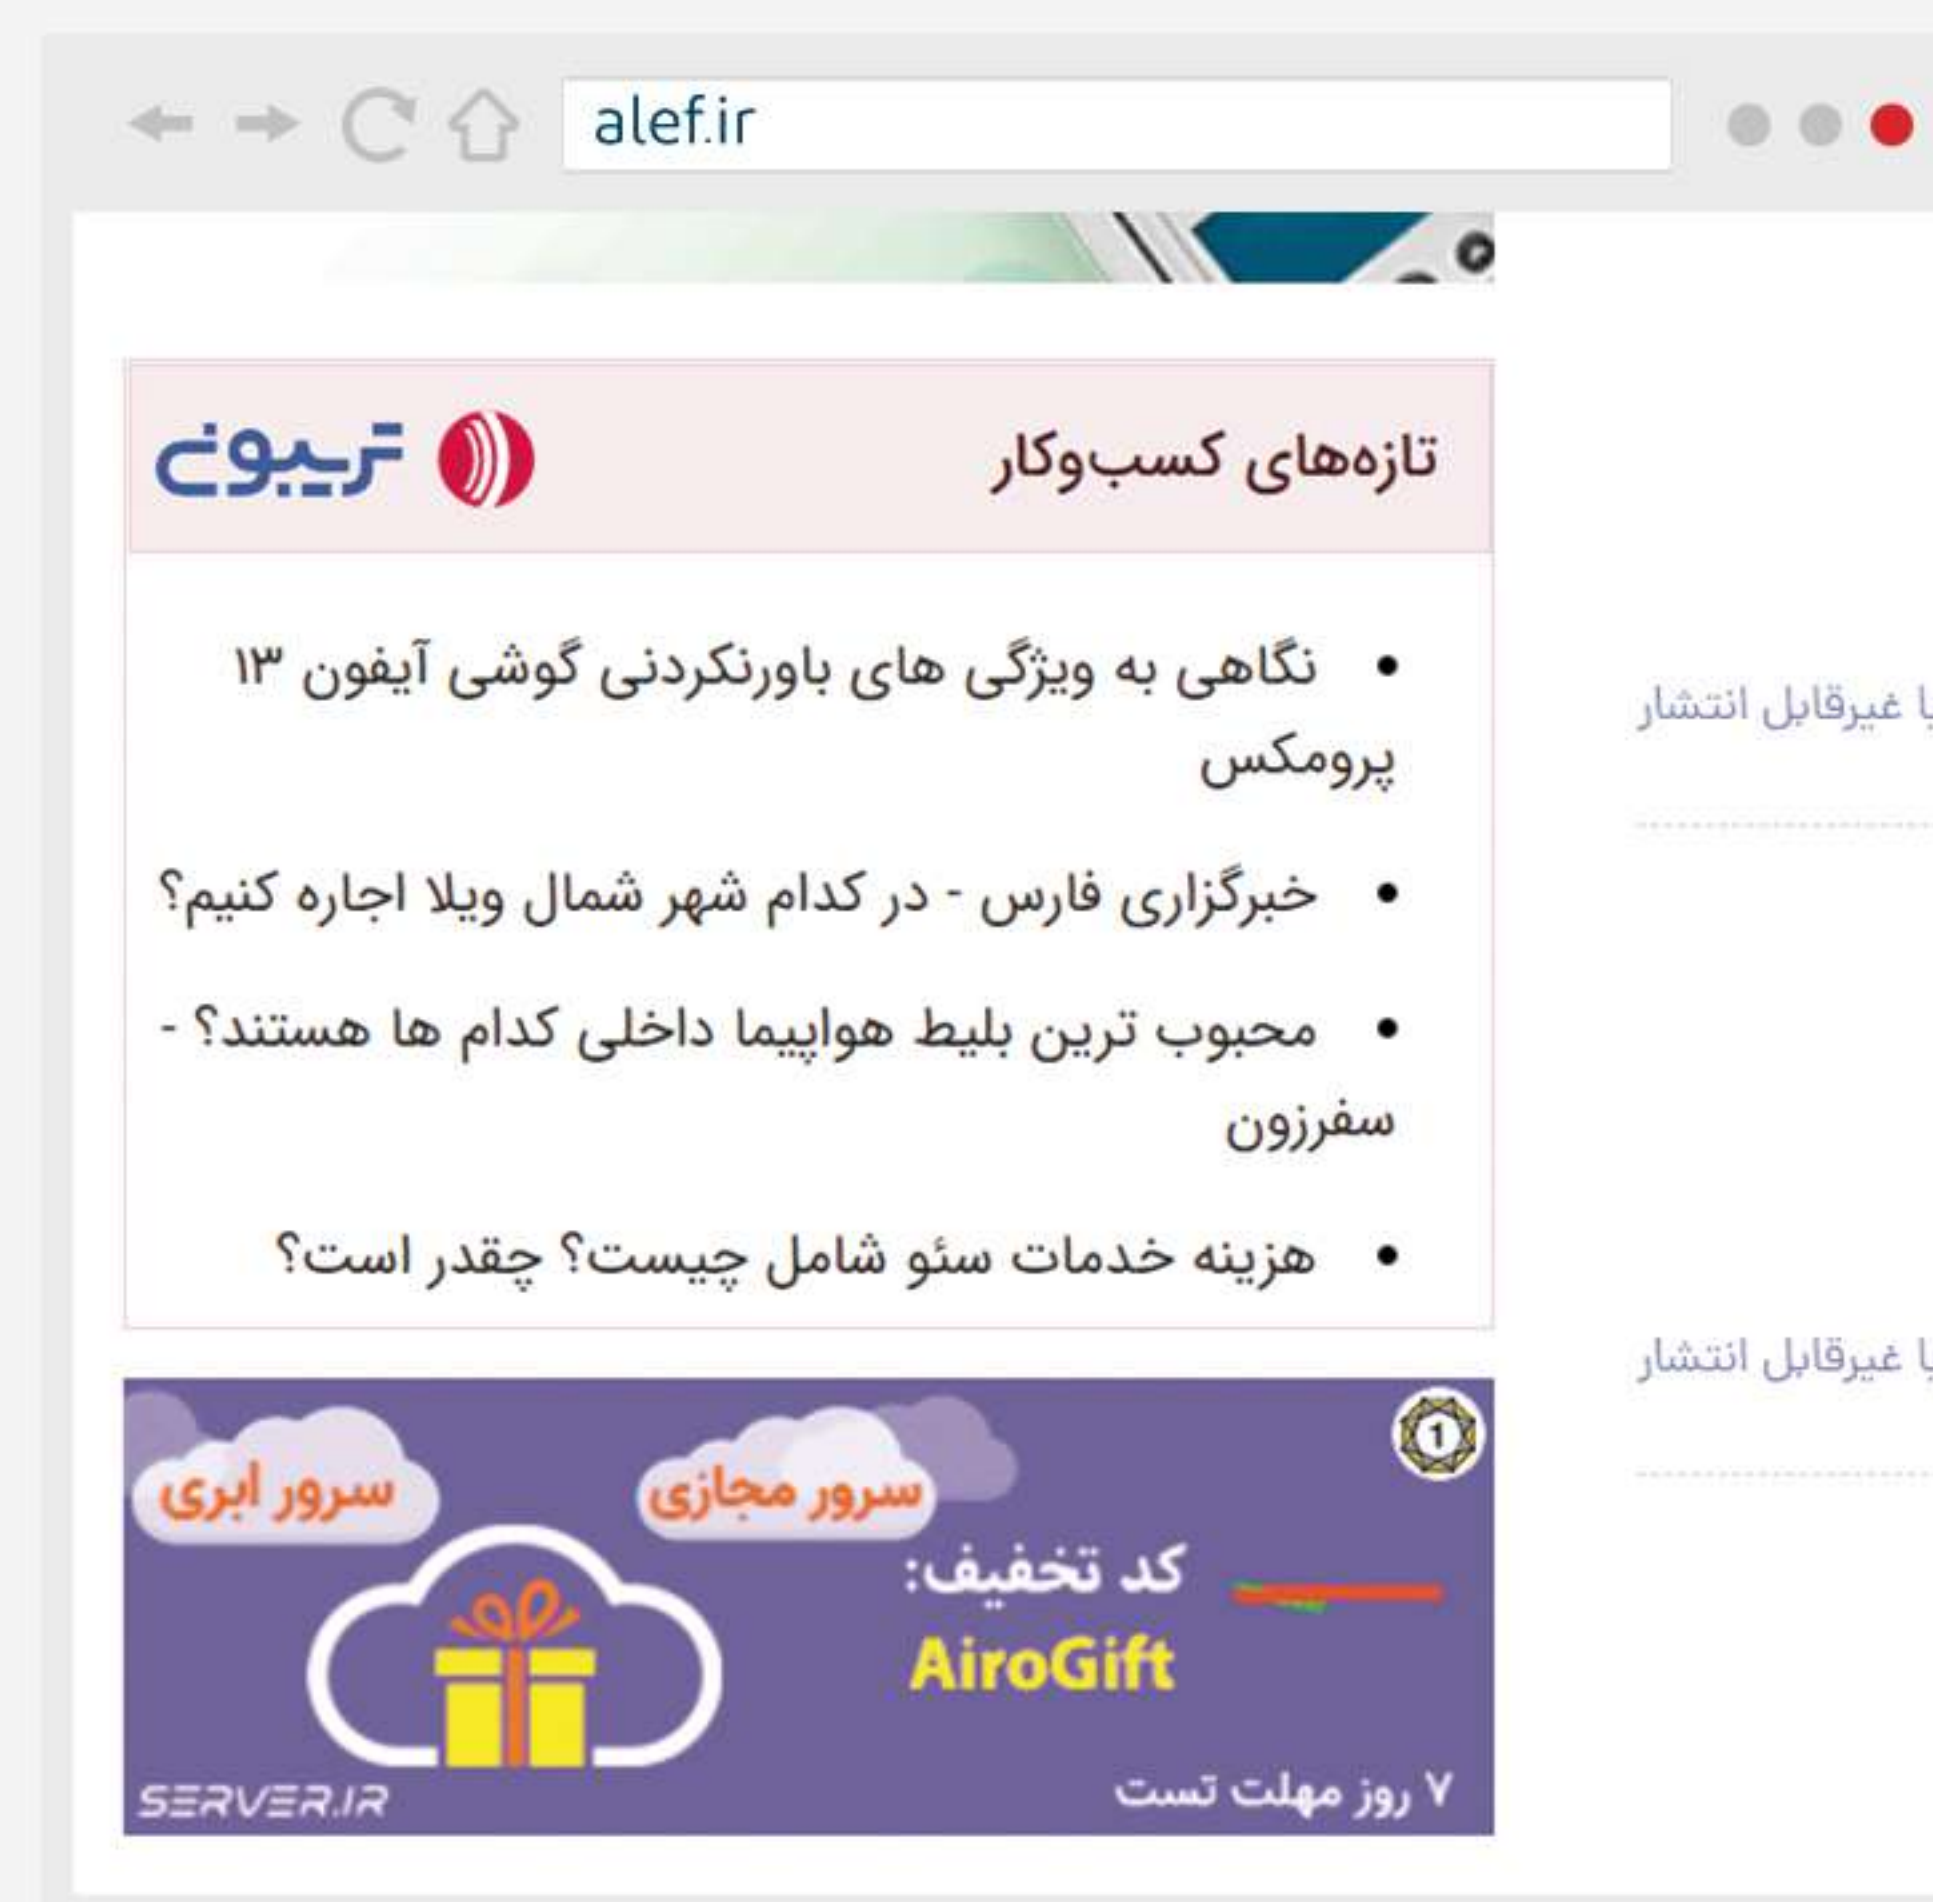 alef.ir
تازه‌های کسب‌وکار
تریبون
نگاهی به ویژگی های باورنکردنی گوشی آیفون ۱۳
پرومکس
خبرگزاری فارس - در کدام شهر شمال ویلا اجاره کنیم؟
محبوب ترین بلیط هواپیما داخلی کدام ها هستند؟ -
سفرزون
هزینه خدمات سئو شامل چیست؟ چقدر است؟
غیرقابل انتشار
غیرقابل انتشار
1
سرور مجازی
سرور ابری
کد تخفیف:
AiroGift
۷ روز مهلت تست
SERVER.IR